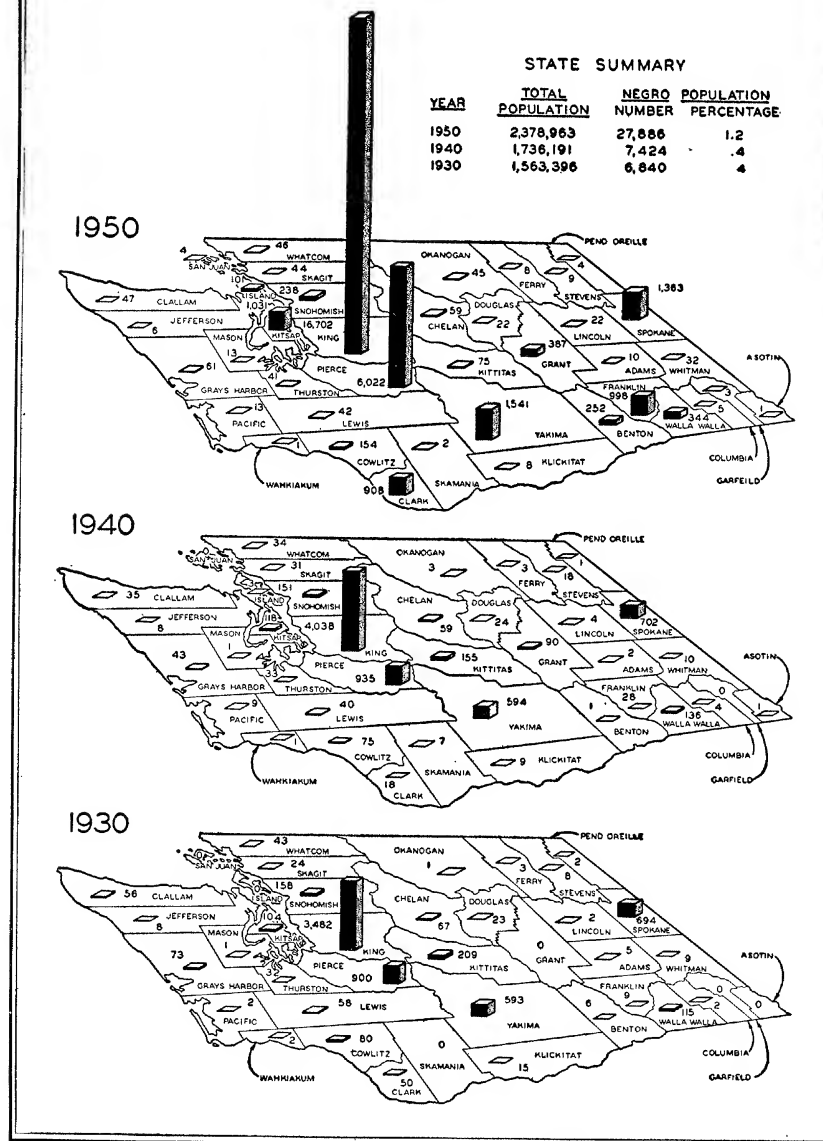 STATE SUMMARY
YEAR TOTAL POPULATION NEGRO NUMBER POPULATION PERCENTAGE
1950 2,378,963 27,886 1.2
1940 1,736,191 7,424 .4
1930 1,563,396 6,840 4
1950
PEND OREILLE
4 SAN JUAN
46 WHATCOM
OKANOGAN 45
8 FERRY
4
9 STEVENS
1,363 SPOKANE
47 CLALLAM
44 SKAGIT
10 ISLAND
238 SNOHOMISH
59 CHELAN
DOUGLAS 22
22 LINCOLN
6 JEFFERSON
1,031 KITSAP
16,702 KING
MASON 13
387 GRANT
10 ADAMS
32 WHITMAN
ASOTIN
61 GRAYS HARBOR
41 THURSTON
PIERCE 6,022
75 KITTITAS
FRANKLIN 998
3
5
1
13 PACIFIC
42 LEWIS
1,541 YAKIMA
252 BENTON
344 WALLA WALLA
1
154 COWLITZ
2 SKAMANIA
8 KLICKITAT
COLUMBIA
GARFEILD
WAHKIAKUM
908 CLARK
1940
PEND OREILLE
0 SAN JUAN
34 WHATCOM
OKANOGAN 3
3 FERRY
1
18 STEVENS
702 SPOKANE
35 CLALLAM
31 SKAGIT
ISLAND
151 SNOHOMISH
CHELAN 59
DOUGLAS 24
4 LINCOLN
8 JEFFERSON
118 KITSAP
4,038 KING
MASON 1
90 GRANT
2 ADAMS
10 WHITMAN
ASOTIN
43 GRAYS HARBOR
33 THURSTON
PIERCE 935
155 KITTITAS
FRANKLIN 28
0
4
1
9 PACIFIC
40 LEWIS
594 YAKIMA
1 BENTON
136 WALLA WALLA
1
75 COWLITZ
7 SKAMANIA
9 KLICKITAT
COLUMBIA
GARFIELD
WAHKIAKUM
18 CLARK
1930
PEND OREILLE
SAN JUAN
43 WHATCOM
OKANOGAN 1
3 FERRY
2
8 STEVENS
694 SPOKANE
56 CLALLAM
24 SKAGIT
ISLAND
158 SNOHOMISH
CHELAN 67
DOUGLAS 23
2 LINCOLN
8 JEFFERSON
104 KITSAP
3,482 KING
MASON 1
0 GRANT
5 ADAMS
9 WHITMAN
ASOTIN
73 GRAYS HARBOR
THURSTON
PIERCE 900
209 KITTITAS
FRANKLIN 9
0
2
0
2 PACIFIC
58 LEWIS
593 YAKIMA
6 BENTON
115 WALLA WALLA
2
80 COWLITZ
0 SKAMANIA
15 KLICKITAT
COLUMBIA
GARFIELD
WAHKIAKUM
50 CLARK